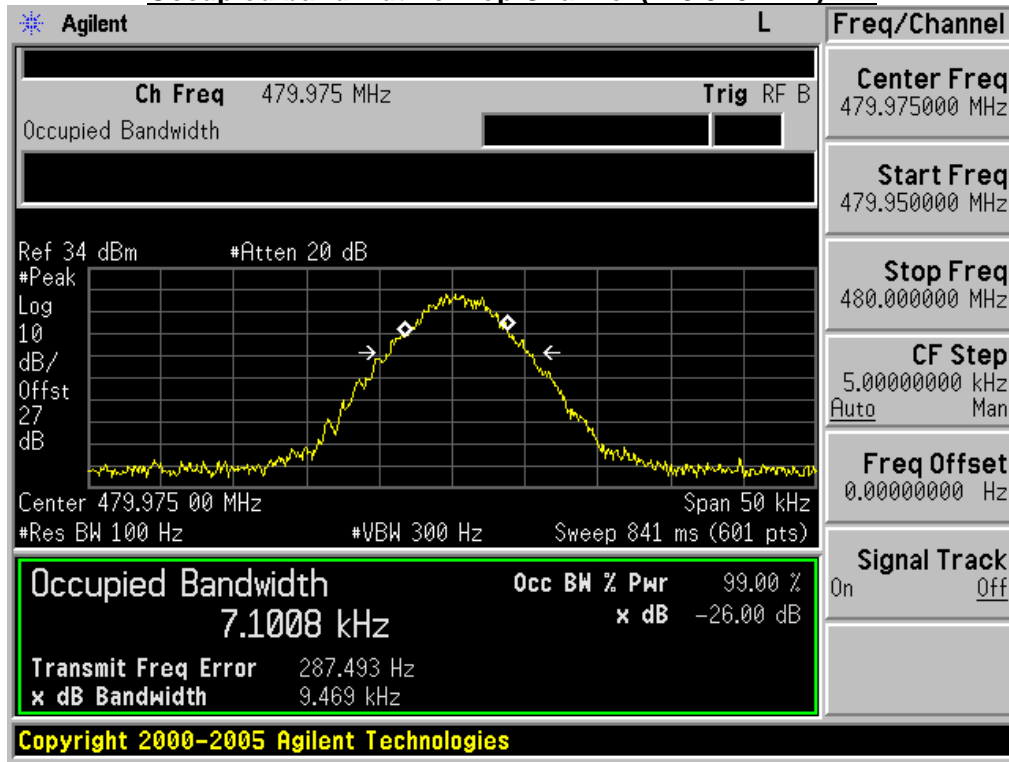 Agilent L Freq/Channel
Ch Freq 479.975 MHz Trig RF B
Occupied Bandwidth
Center Freq
479.975000 MHz
Start Freq
479.950000 MHz
Stop Freq
480.000000 MHz
CF Step
5.00000000 kHz
Auto Man
Freq Offset
0.00000000 Hz
Signal Track
On Off
Ref 34 dBm #Atten 20 dB
#Peak
Log
10
dB/
Offst
27
dB
Center 479.975 00 MHz Span 50 kHz
#Res BW 100 Hz #VBW 300 Hz Sweep 841 ms (601 pts)
Occupied Bandwidth Occ BW % Pwr 99.00 %
7.1008 kHz x dB -26.00 dB
Transmit Freq Error 287.493 Hz
x dB Bandwidth 9.469 kHz
Copyright 2000-2005 Agilent Technologies